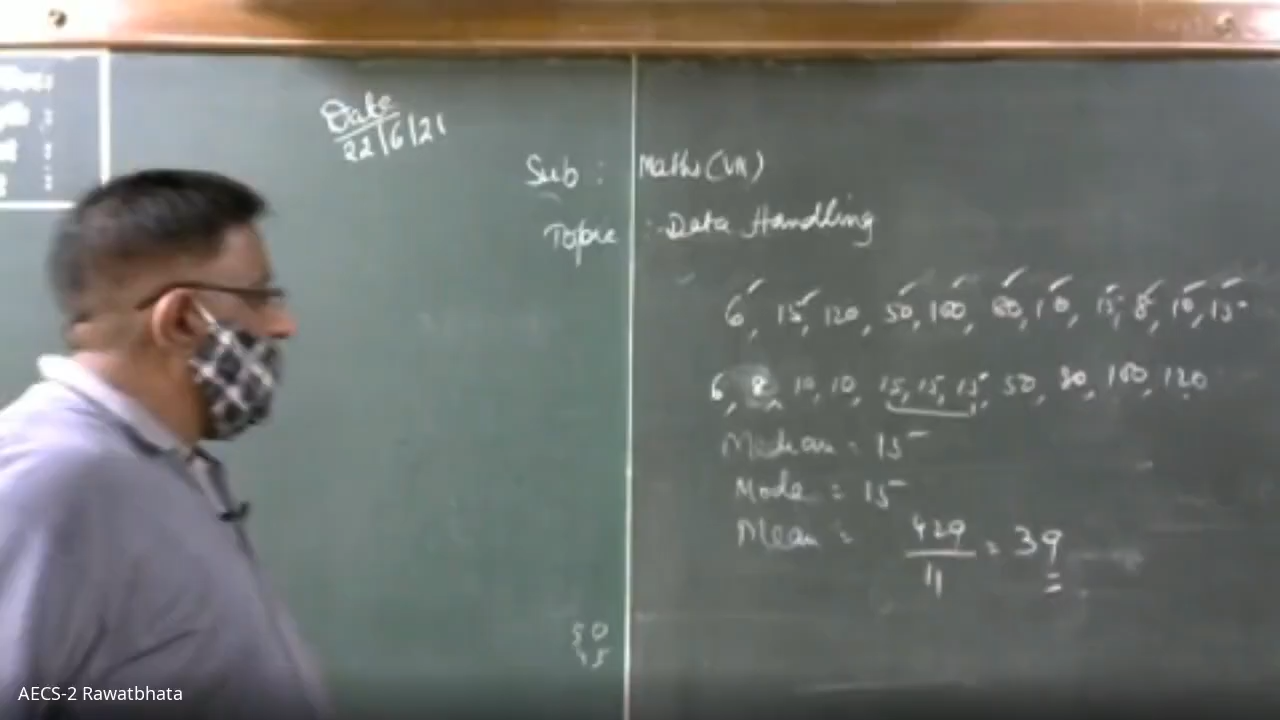 Date
22/6/21
Sub : Maths (VII)
Topic : Data Handling
6, 15, 120, 50, 100, 80, 10, 15, 8, 10, 15
6, 8, 10, 10, 15, 15, 15, 50, 80, 100, 120
Median = 15
Mode = 15
Mean = 429/11 = 39
50
45
AECS-2 Rawatbhata